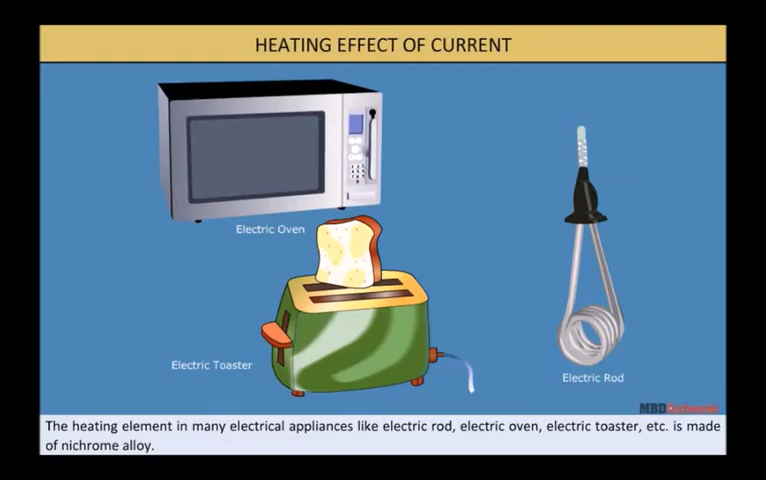 HEATING EFFECT OF CURRENT
Electric Oven
Electric Toaster
Electric Rod
MBD
The heating element in many electrical appliances like electric rod, electric oven, electric toaster, etc. is made
of nichrome alloy.